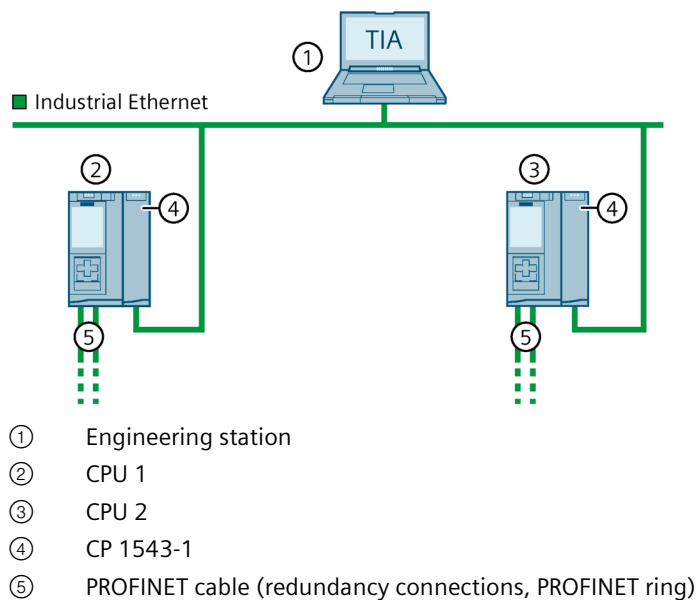 TIA
①
Industrial Ethernet
② ③
④ ④
⑤ ⑤
① Engineering station
② CPU 1
③ CPU 2
④ CP 1543-1
⑤ PROFINET cable (redundancy connections, PROFINET ring)